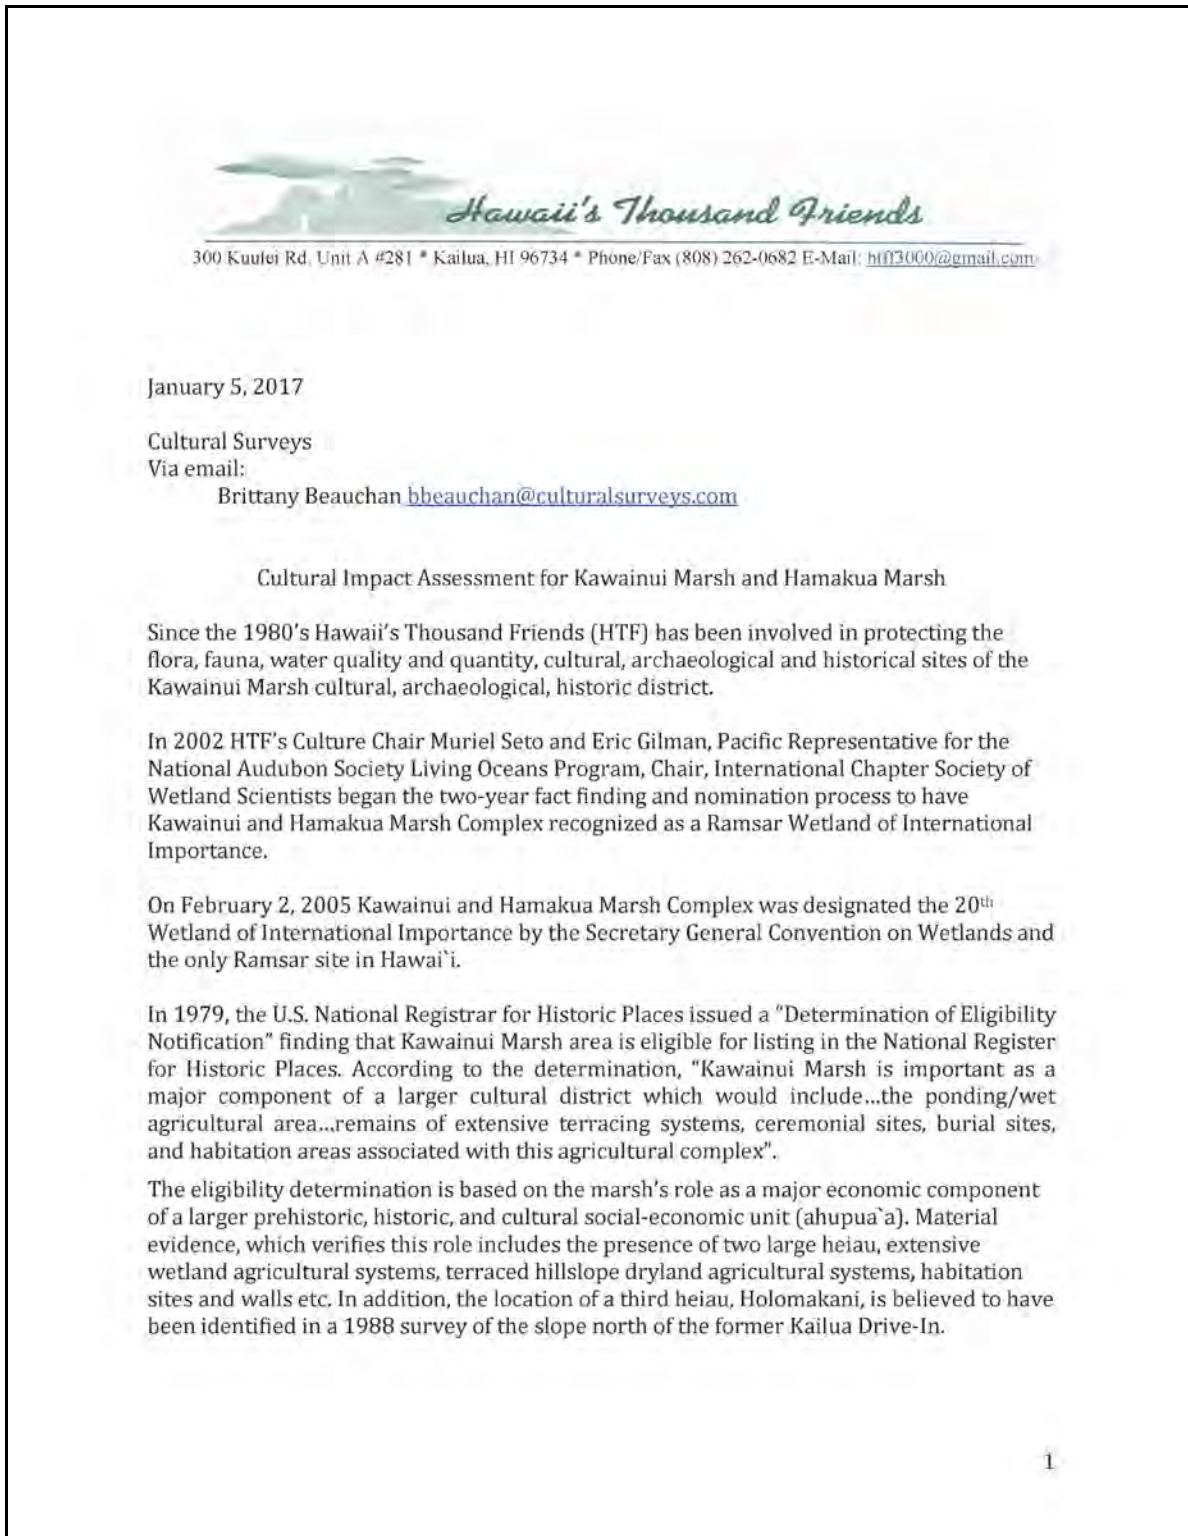 Hawaii's Thousand Friends
300 Kuulei Rd, Unit A #281 * Kailua, HI 96734 * Phone/Fax (808) 262-0682 E-Mail: htff3000@gmail.com
January 5, 2017
Cultural Surveys
Via email:
Brittany Beauchan bbeauchan@culturalsurveys.com
Cultural Impact Assessment for Kawainui Marsh and Hamakua Marsh
Since the 1980's Hawaii's Thousand Friends (HTF) has been involved in protecting the
flora, fauna, water quality and quantity, cultural, archaeological and historical sites of the
Kawainui Marsh cultural, archaeological, historic district.
In 2002 HTF's Culture Chair Muriel Seto and Eric Gilman, Pacific Representative for the
National Audubon Society Living Oceans Program, Chair, International Chapter Society of
Wetland Scientists began the two-year fact finding and nomination process to have
Kawainui and Hamakua Marsh Complex recognized as a Ramsar Wetland of International
Importance.
On February 2, 2005 Kawainui and Hamakua Marsh Complex was designated the 20th
Wetland of International Importance by the Secretary General Convention on Wetlands and
the only Ramsar site in Hawai`i.
In 1979, the U.S. National Registrar for Historic Places issued a "Determination of Eligibility
Notification" finding that Kawainui Marsh area is eligible for listing in the National Register
for Historic Places. According to the determination, "Kawainui Marsh is important as a
major component of a larger cultural district which would include...the ponding/wet
agricultural area...remains of extensive terracing systems, ceremonial sites, burial sites,
and habitation areas associated with this agricultural complex".
The eligibility determination is based on the marsh's role as a major economic component
of a larger prehistoric, historic, and cultural social-economic unit (ahupua`a). Material
evidence, which verifies this role includes the presence of two large heiau, extensive
wetland agricultural systems, terraced hillslope dryland agricultural systems, habitation
sites and walls etc. In addition, the location of a third heiau, Holomakani, is believed to have
been identified in a 1988 survey of the slope north of the former Kailua Drive-In.
1